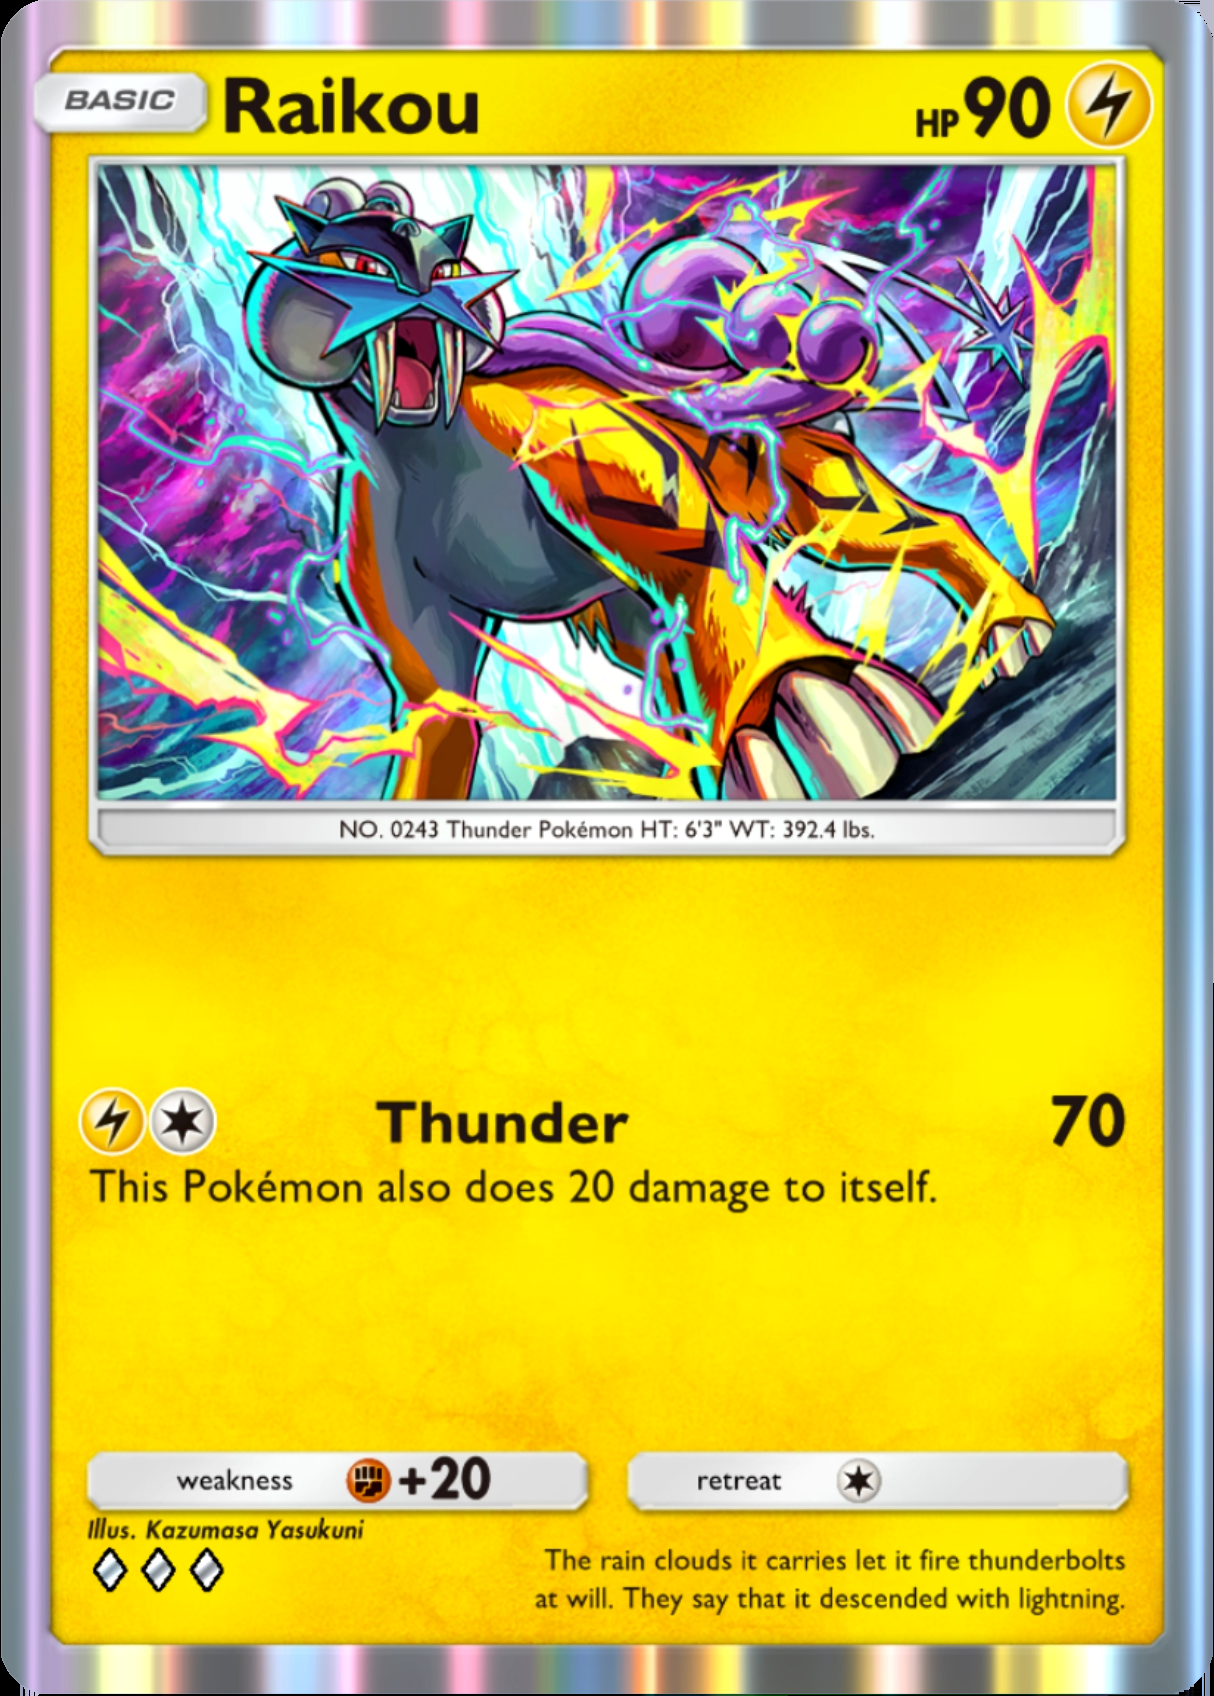 BASIC Raikou HP 90
NO. 0243 Thunder Pokémon HT: 6'3" WT: 392.4 lbs.
Thunder 70
This Pokémon also does 20 damage to itself.
weakness +20 retreat
Illus. Kazumasa Yasukuni
The rain clouds it carries let it fire thunderbolts
at will. They say that it descended with lightning.